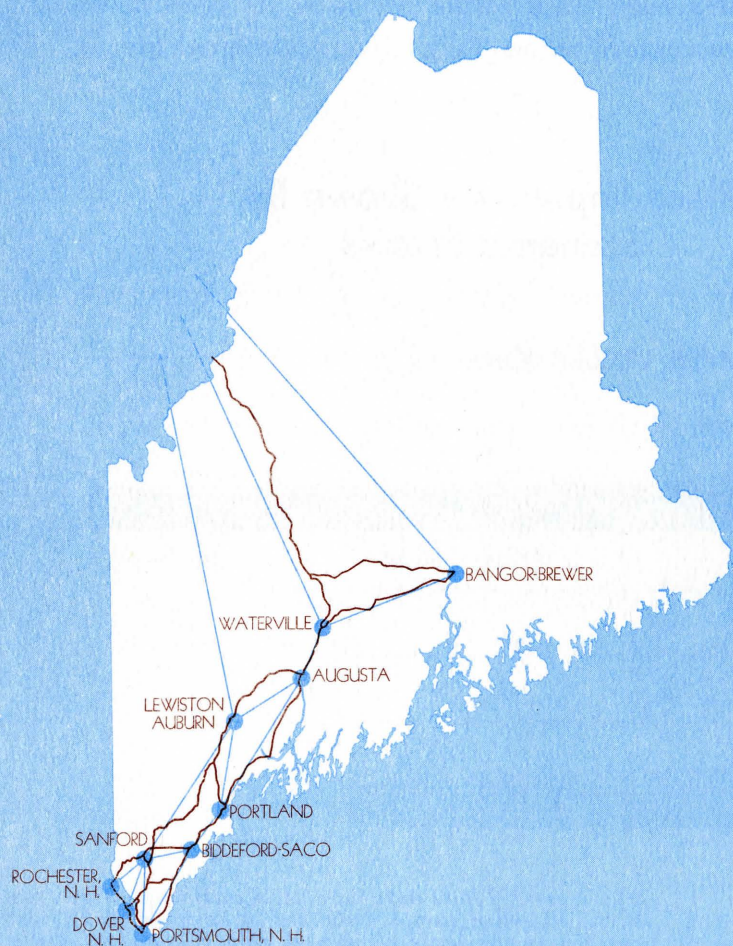 BANGOR-BREWER
WATERVILLE
AUGUSTA
LEWISTON
AUBURN
PORTLAND
SANFORD
BIDDEFORD-SACO
ROCHESTER,
N. H.
DOVER
N. H.
PORTSMOUTH, N. H.